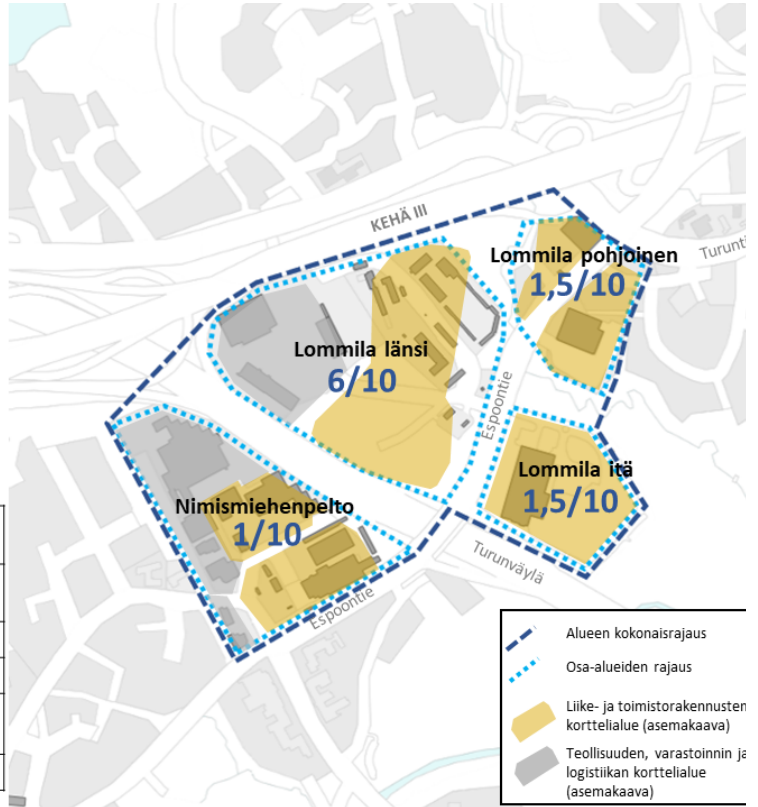 KEHÄ III
Lommila pohjoinen
1,5/10
Turunti
Lommila länsi
6/10
Espoontie
Lommila itä
1,5/10
Nimismiehenpelto
1/10
Turunväylä
Espoontie
Alueen kokonaisrajaus
Osa-alueiden rajaus
Liike- ja toimistorakennusten
korttelialue (asemakaava)
Teollisuuden, varastoinnin ja
logistiikan korttelialue
(asemakaava)